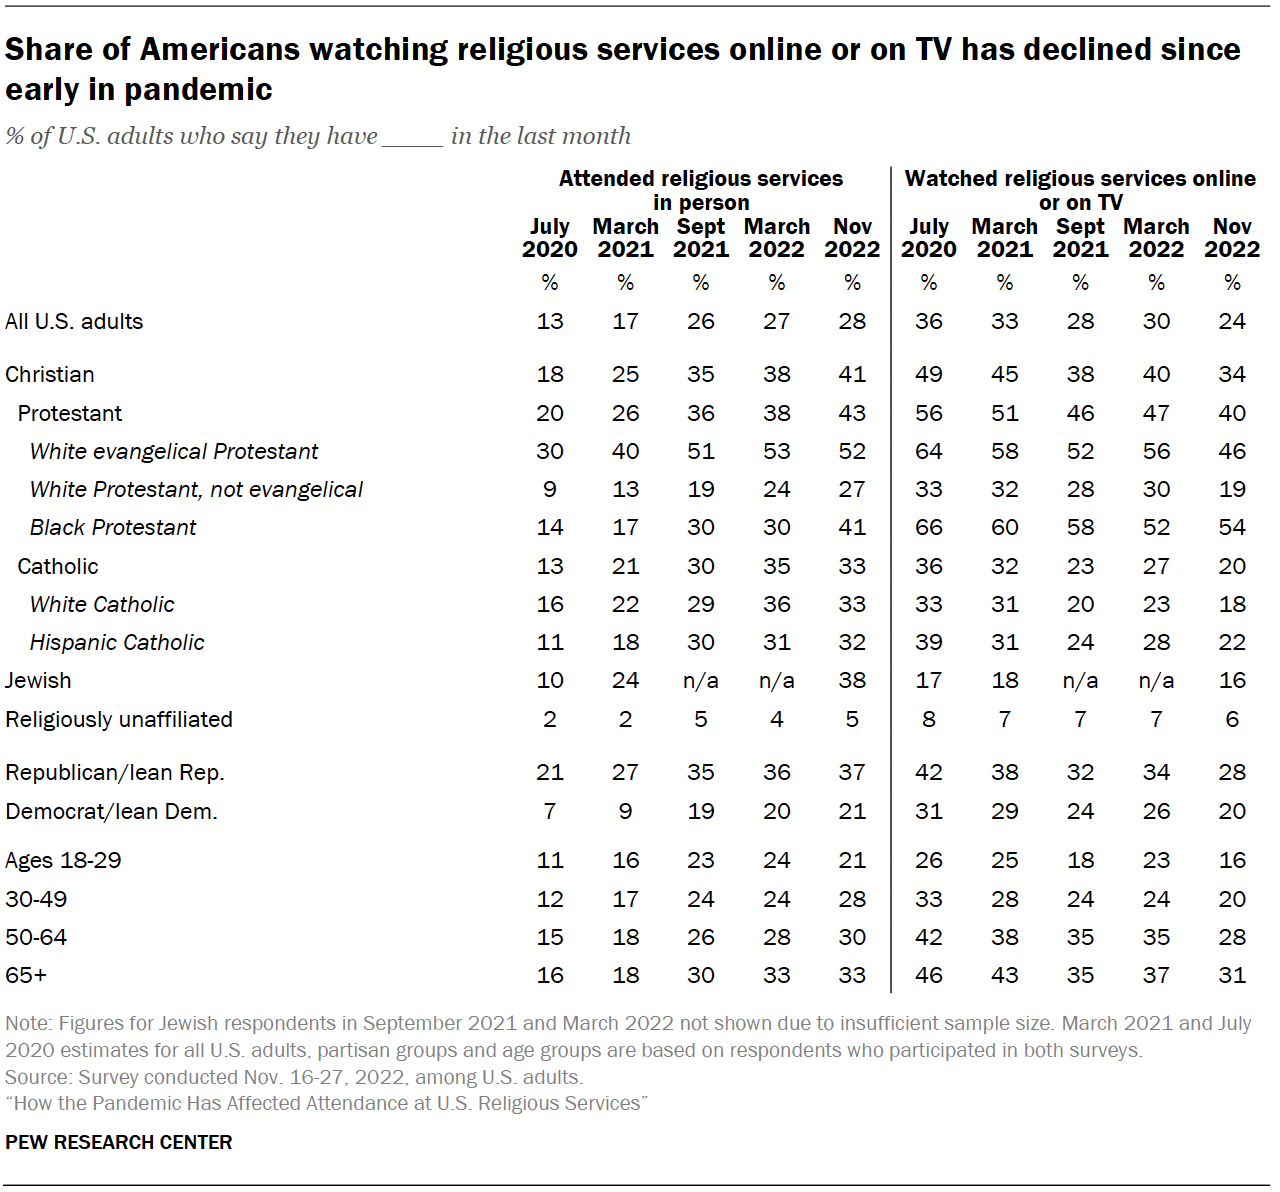 Share of Americans watching religious services online or on TV has declined since
early in pandemic
% of U.S. adults who say they have ____ in the last month
Attended religious services in person Watched religious services online or on TV
July 2020 March 2021 Sept 2021 March 2022 Nov 2022 July 2020 March 2021 Sept 2021 March 2022 Nov 2022
% % % % % % % % % %
All U.S. adults 13 17 26 27 28 36 33 28 30 24
Christian 18 25 35 38 41 49 45 38 40 34
Protestant 20 26 36 38 43 56 51 46 47 40
White evangelical Protestant 30 40 51 53 52 64 58 52 56 46
White Protestant, not evangelical 9 13 19 24 27 33 32 28 30 19
Black Protestant 14 17 30 30 41 66 60 58 52 54
Catholic 13 21 30 35 33 36 32 23 27 20
White Catholic 16 22 29 36 33 33 31 20 23 18
Hispanic Catholic 11 18 30 31 32 39 31 24 28 22
Jewish 10 24 n/a n/a 38 17 18 n/a n/a 16
Religiously unaffiliated 2 2 5 4 5 8 7 7 7 6
Republican/lean Rep. 21 27 35 36 37 42 38 32 34 28
Democrat/lean Dem. 7 9 19 20 21 31 29 24 26 20
Ages 18-29 11 16 23 24 21 26 25 18 23 16
30-49 12 17 24 24 28 33 28 24 24 20
50-64 15 18 26 28 30 42 38 35 35 28
65+ 16 18 30 33 33 46 43 35 37 31
Note: Figures for Jewish respondents in September 2021 and March 2022 not shown due to insufficient sample size. March 2021 and July
2020 estimates for all U.S. adults, partisan groups and age groups are based on respondents who participated in both surveys.
Source: Survey conducted Nov. 16-27, 2022, among U.S. adults.
“How the Pandemic Has Affected Attendance at U.S. Religious Services”
PEW RESEARCH CENTER